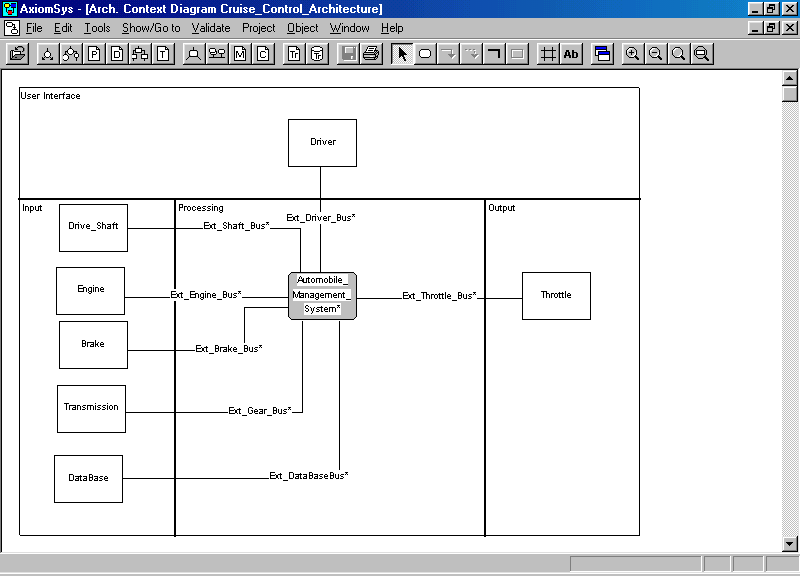 AxiomSys - [Arch. Context Diagram Cruise_Control_Architecture]
File Edit Tools Show/Go to Validate Project Object Window Help
P D T M C Tr Tr Ab
User Interface
Driver
Input
Processing
Output
Ext_Driver_Bus*
Drive_Shaft
Ext_Shaft_Bus*
Engine
Ext_Engine_Bus*
Automobile_
Management_
System*
Ext_Throttle_Bus*
Throttle
Brake
Ext_Brake_Bus*
Transmission
Ext_Gear_Bus*
DataBase
Ext_DataBaseBus*